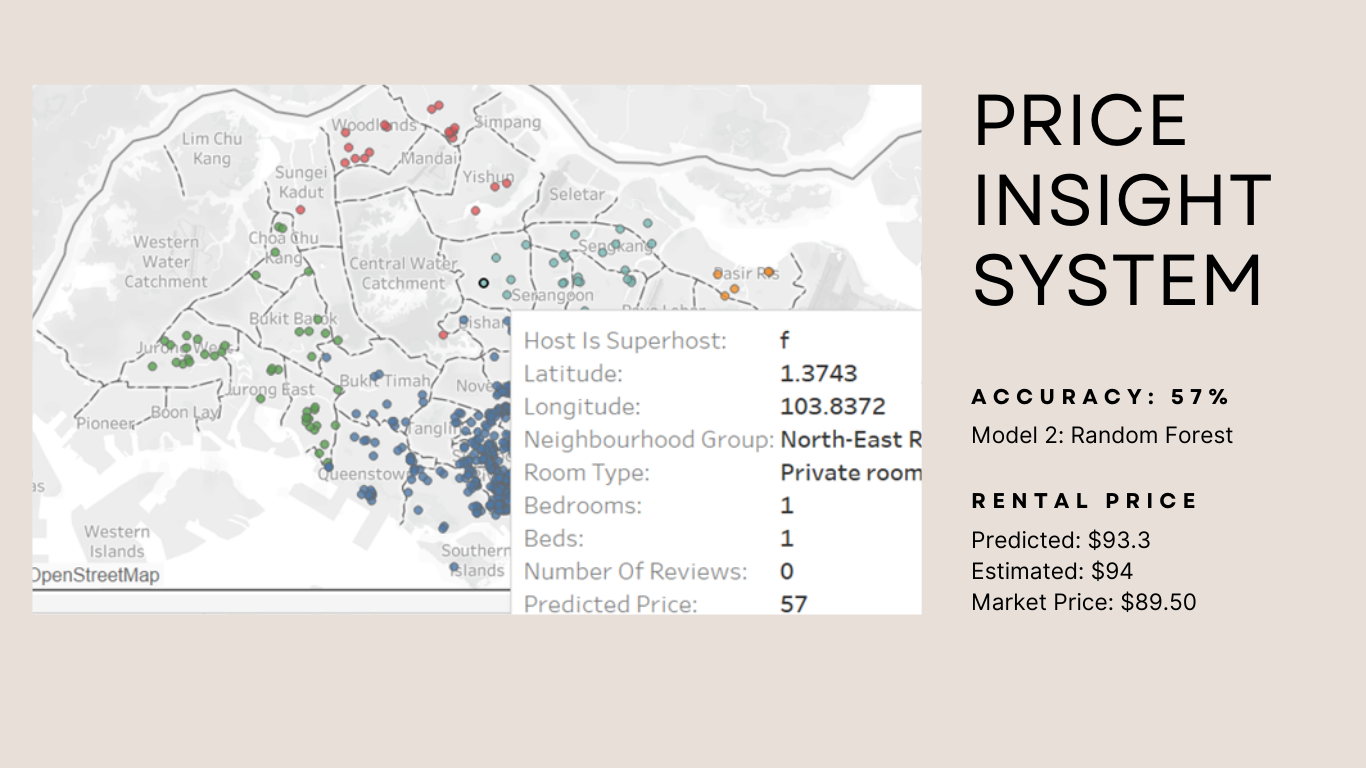 PRICE
INSIGHT
SYSTEM
ACCURACY: 57%
Model 2: Random Forest
RENTAL PRICE
Predicted: $93.3
Estimated: $94
Market Price: $89.50
Woodlands
Simpang
Lim Chu
Kang
Mandai
Sungei
Kadut
Yishun
Seletar
Choa Chu
Kang
Western
Water
Catchment
Central Water
Catchment
Sengkang
Pasir Ris
Serangoon
Bukit Batok
Bishan
Jurong West
Jurong East
Bukit Timah
Nove
Boon Lay
Pioneer
Tanglin
Queenstown
Western
Islands
Southern
Islands
OpenStreetMap
Host Is Superhost: f
Latitude: 1.3743
Longitude: 103.8372
Neighbourhood Group: North-East R
Room Type: Private room
Bedrooms: 1
Beds: 1
Number Of Reviews: 0
Predicted Price: 57